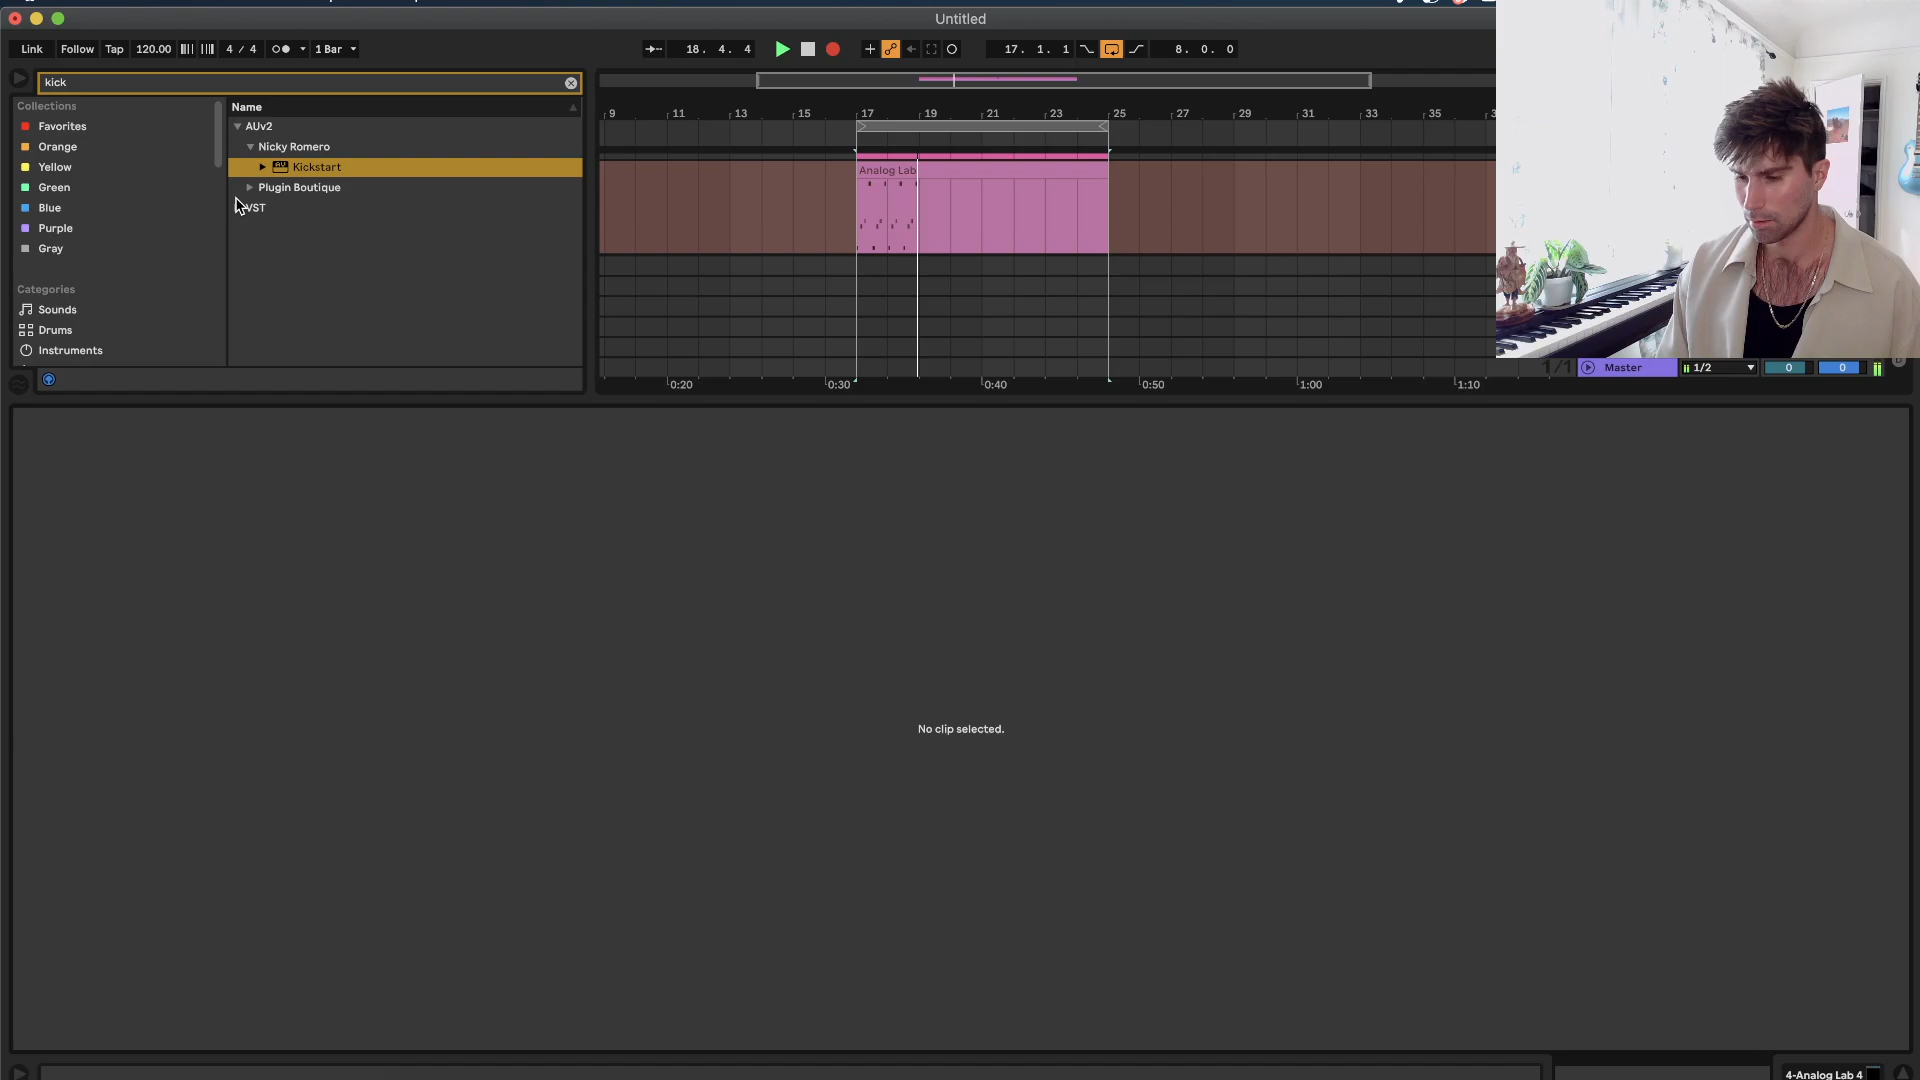 Untitled
Link Follow Tap 120.00 4 / 4 1 Bar 18. 4. 4 17. 1. 1 8. 0. 0
kick
Collections
Favorites
Orange
Yellow
Green
Blue
Purple
Gray
Categories
Sounds
Drums
Instruments
Name
AUv2
Nicky Romero
Kickstart
Plugin Boutique
VST
9 11 13 15 17 19 21 23 25 27 29 31 33 35
Analog Lab
1/1 Master 1/2 0 0
0:20 0:30 0:40 0:50 1:00 1:10
No clip selected.
4-Analog Lab 4